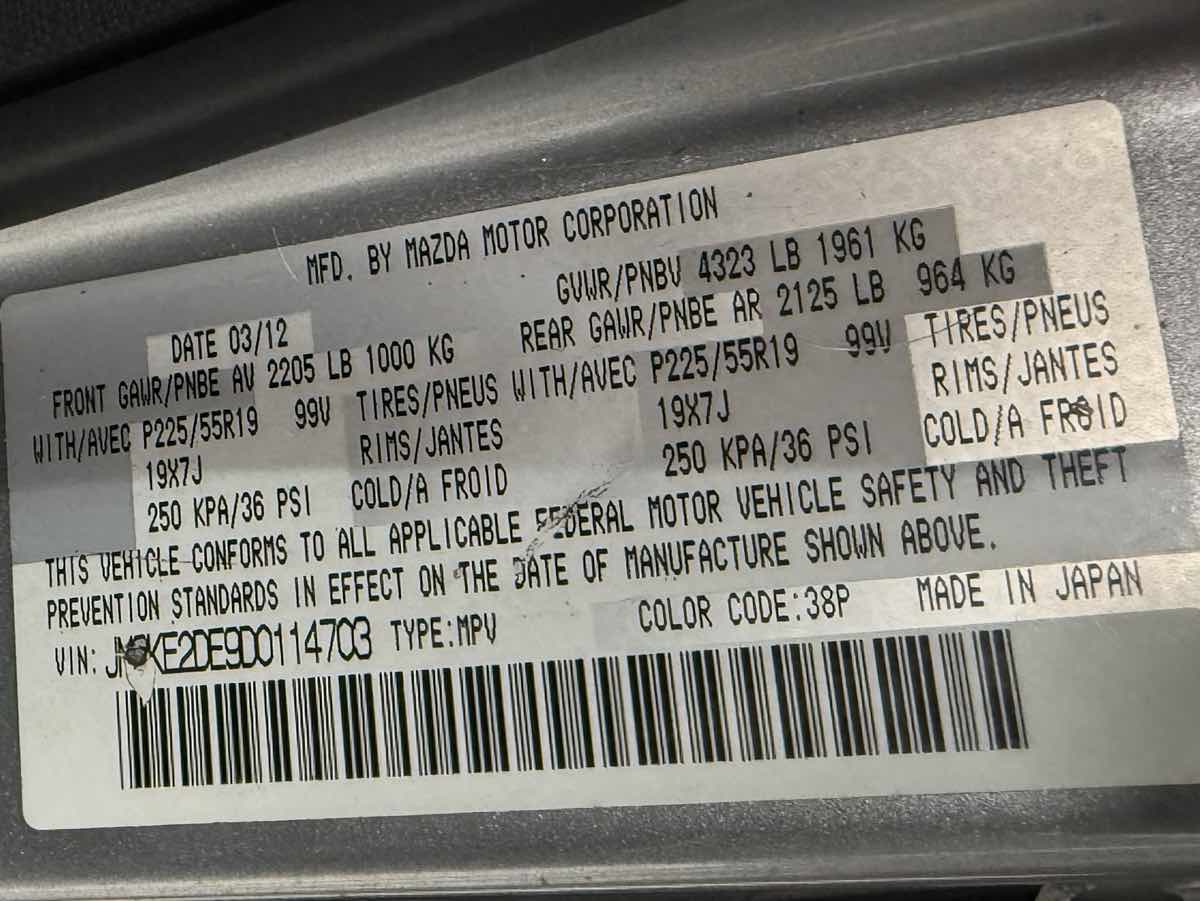 MFD. BY MAZDA MOTOR CORPORATION
DATE 03/12 GVWR/PNBV 4323 LB 1961 KG
FRONT GAWR/PNBE AV 2205 LB 1000 KG REAR GAWR/PNBE AR 2125 LB 964 KG
WITH/AVEC P225/55R19 99V TIRES/PNEUS WITH/AVEC P225/55R19 99V TIRES/PNEUS
19X7J RIMS/JANTES 19X7J RIMS/JANTES
250 KPA/36 PSI COLD/A FROID 250 KPA/36 PSI COLD/A FROID
THIS VEHICLE CONFORMS TO ALL APPLICABLE FEDERAL MOTOR VEHICLE SAFETY AND THEFT
PREVENTION STANDARDS IN EFFECT ON THE DATE OF MANUFACTURE SHOWN ABOVE.
VIN: TYPE:MPV COLOR CODE:38P MADE IN JAPAN